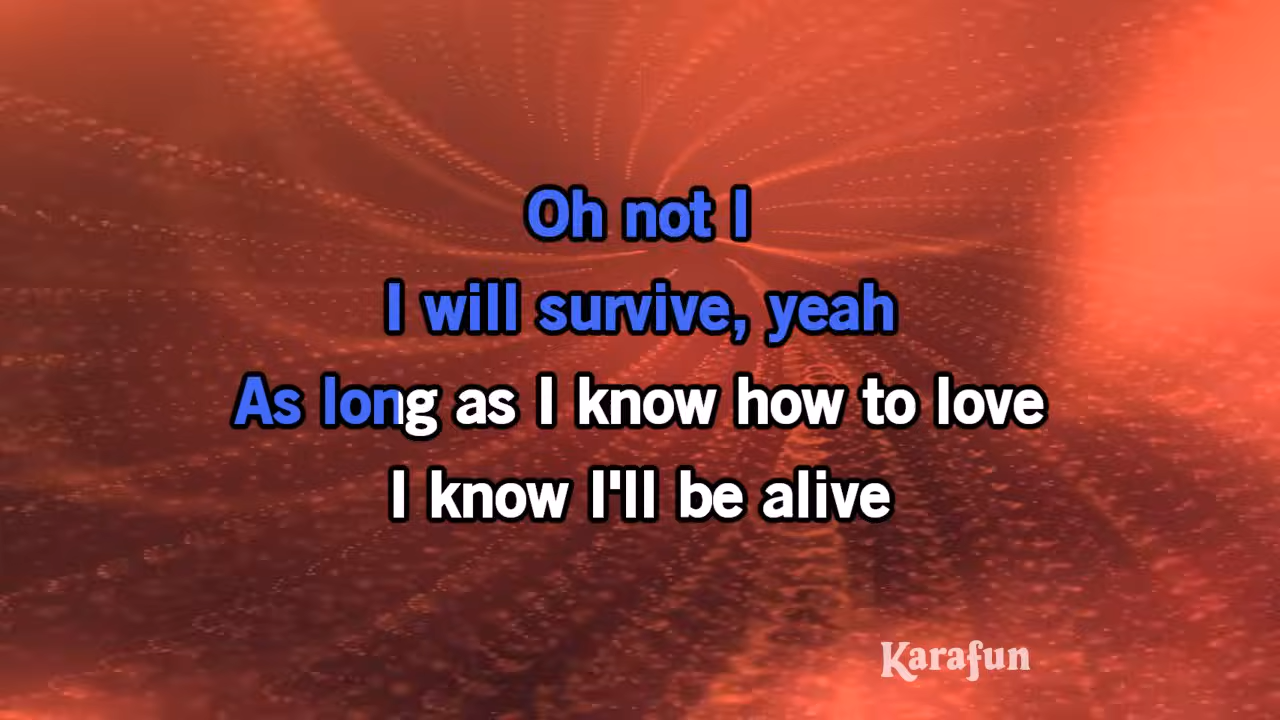 Oh not I
I will survive, yeah
As long as I know how to love
I know I'll be alive
Karafun